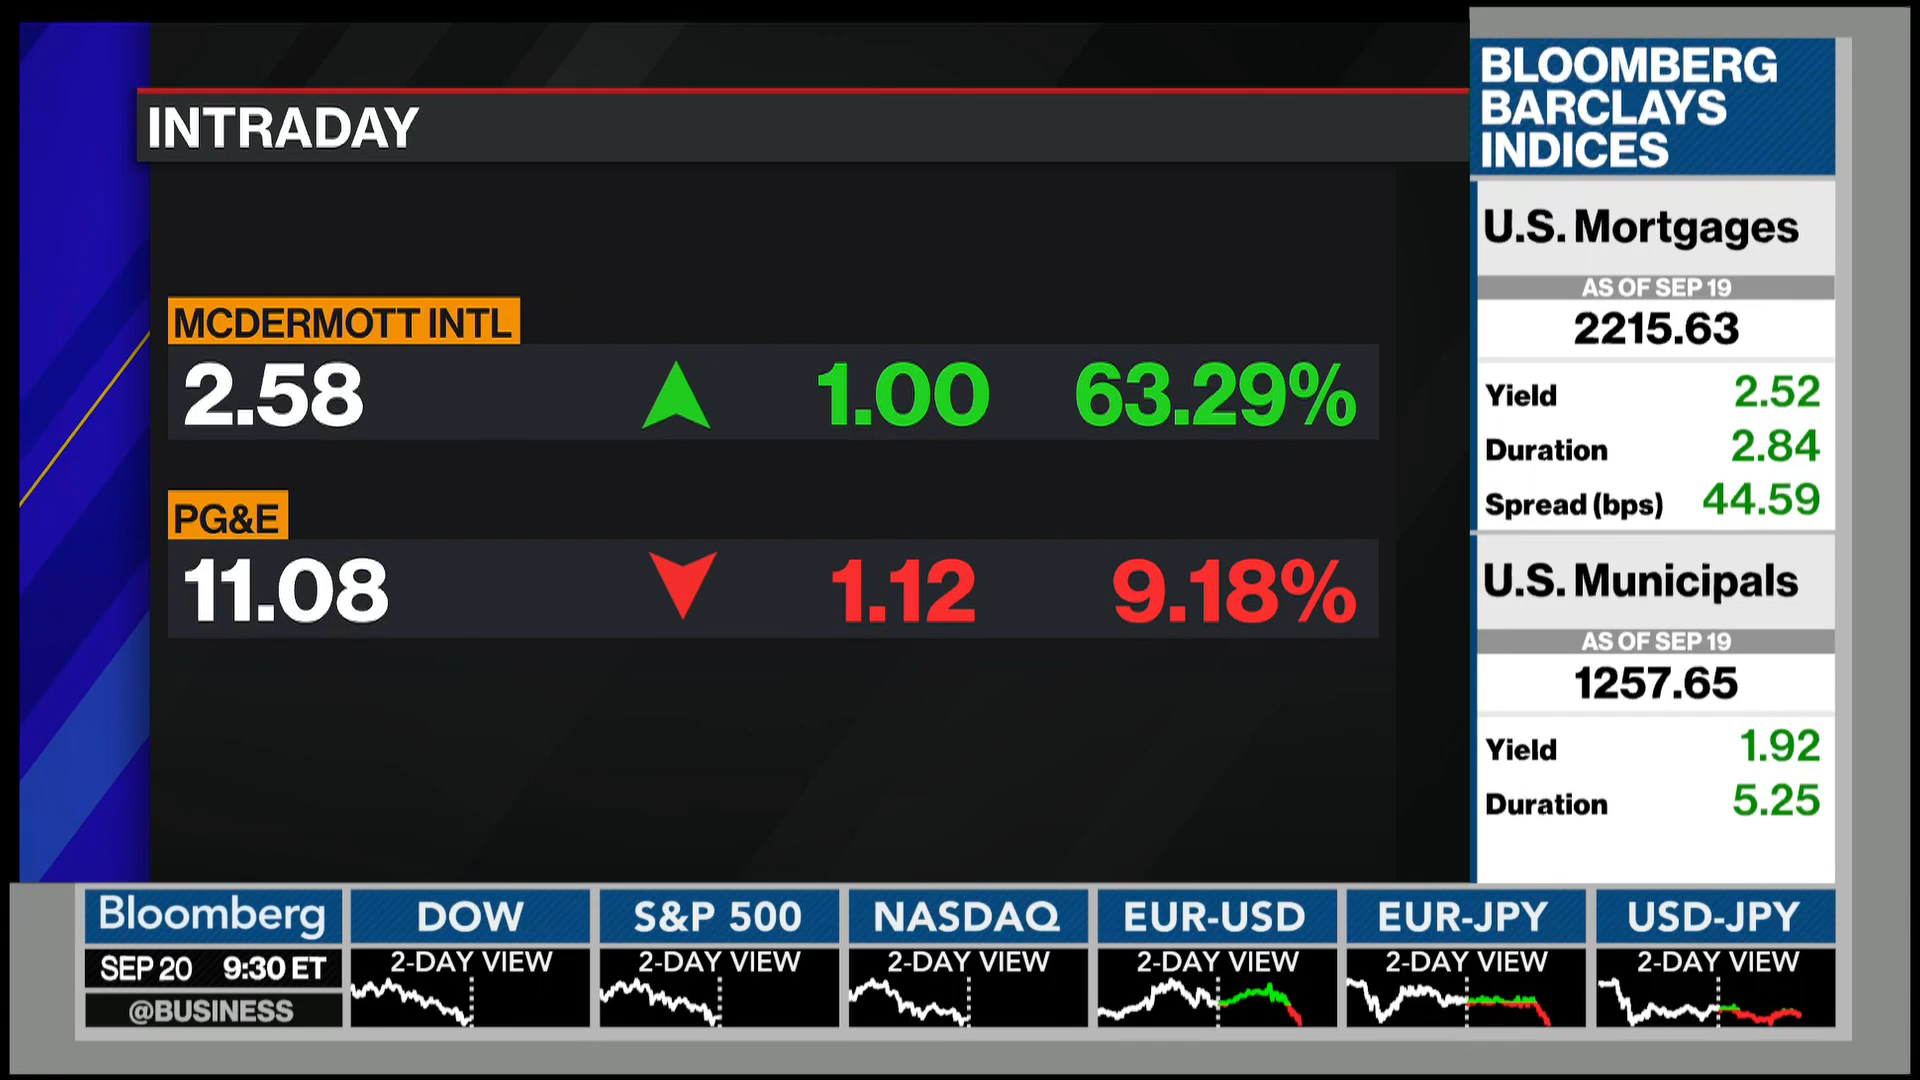 INTRADAY
MCDERMOTT INTL
2.58 ▲ 1.00 63.29%
PG&E
11.08 ▼ 1.12 9.18%
BLOOMBERG
BARCLAYS
INDICES
U.S. Mortgages
AS OF SEP 19
2215.63
Yield 2.52
Duration 2.84
Spread (bps) 44.59
U.S. Municipals
AS OF SEP 19
1257.65
Yield 1.92
Duration 5.25
Bloomberg
SEP 20 9:30 ET
@BUSINESS
DOW
2-DAY VIEW
S&P 500
2-DAY VIEW
NASDAQ
2-DAY VIEW
EUR-USD
2-DAY VIEW
EUR-JPY
2-DAY VIEW
USD-JPY
2-DAY VIEW